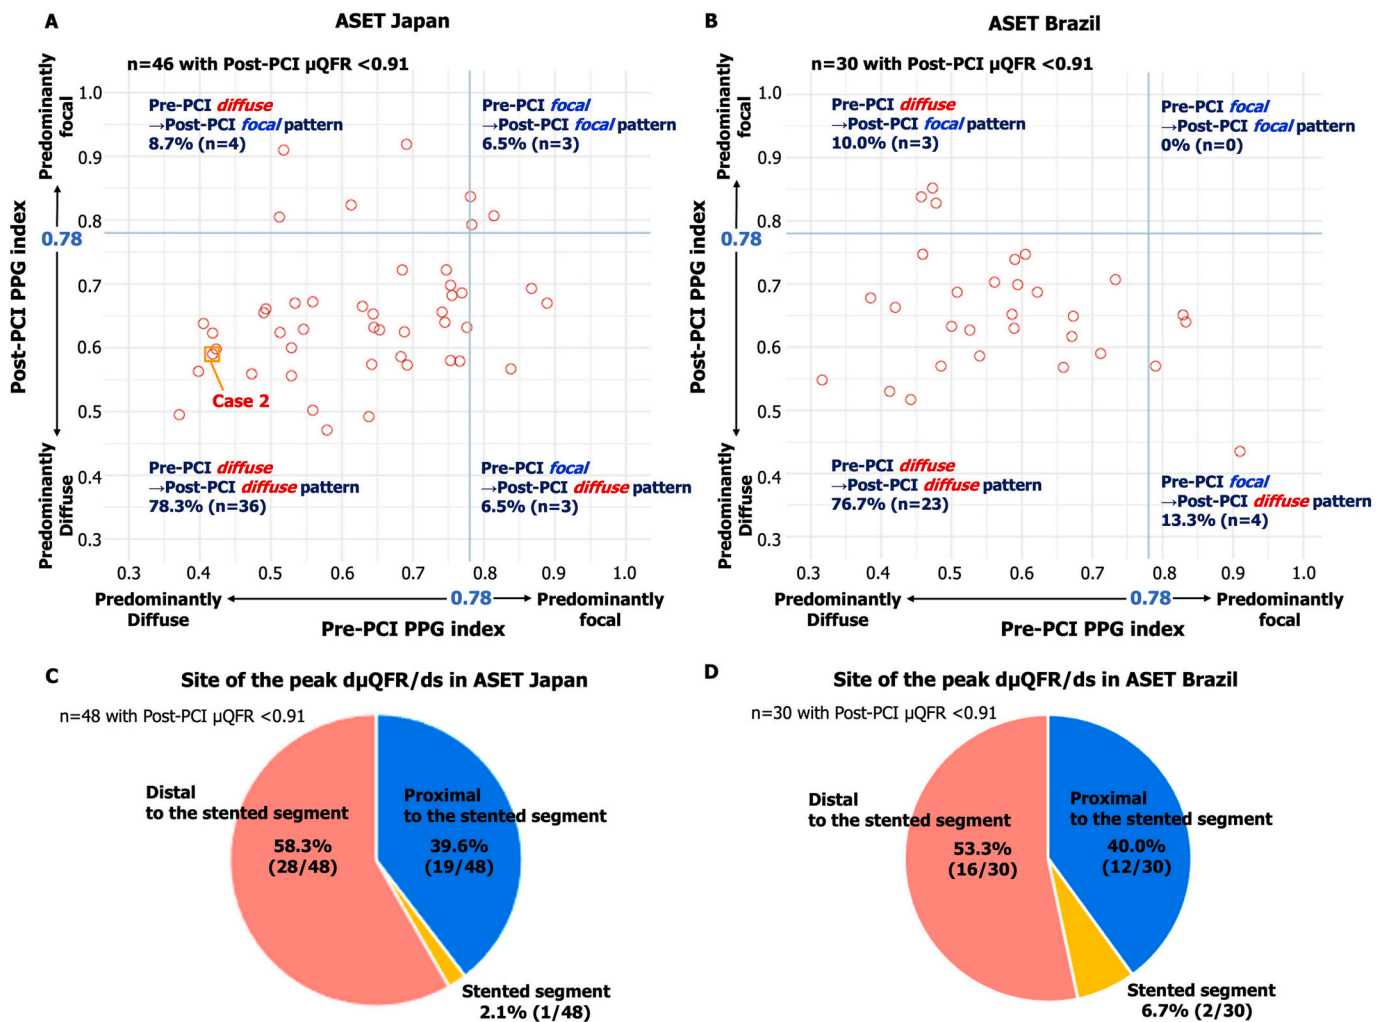 A
ASET Japan
n=46 with Post-PCI µQFR <0.91
Predominantly
focal
Post-PCI PPG index
0.78
Predominantly
Diffuse
1.0
0.9
0.8
0.7
0.6
0.5
0.4
0.3
Pre-PCI diffuse
→Post-PCI focal pattern
8.7% (n=4)
Pre-PCI focal
→Post-PCI focal pattern
6.5% (n=3)
Case 2
Pre-PCI diffuse
→Post-PCI diffuse pattern
78.3% (n=36)
Pre-PCI focal
→Post-PCI diffuse pattern
6.5% (n=3)
0.3 0.4 0.5 0.6 0.7 0.8 0.9 1.0
Predominantly
Diffuse
0.78
Predominantly
focal
Pre-PCI PPG index
B
ASET Brazil
n=30 with Post-PCI µQFR <0.91
Predominantly
focal
Post-PCI PPG index
0.78
Predominantly
Diffuse
1.0
0.9
0.8
0.7
0.6
0.5
0.4
0.3
Pre-PCI diffuse
→Post-PCI focal pattern
10.0% (n=3)
Pre-PCI focal
→Post-PCI focal pattern
0% (n=0)
Pre-PCI diffuse
→Post-PCI diffuse pattern
76.7% (n=23)
Pre-PCI focal
→Post-PCI diffuse pattern
13.3% (n=4)
0.3 0.4 0.5 0.6 0.7 0.8 0.9 1.0
Predominantly
Diffuse
0.78
Predominantly
focal
Pre-PCI PPG index
C
Site of the peak dµQFR/ds in ASET Japan
n=48 with Post-PCI µQFR <0.91
Distal
to the stented segment
58.3%
(28/48)
Proximal
to the stented segment
39.6%
(19/48)
Stented segment
2.1% (1/48)
D
Site of the peak dµQFR/ds in ASET Brazil
n=30 with Post-PCI µQFR <0.91
Distal
to the stented segment
53.3%
(16/30)
Proximal
to the stented segment
40.0%
(12/30)
Stented segment
6.7% (2/30)